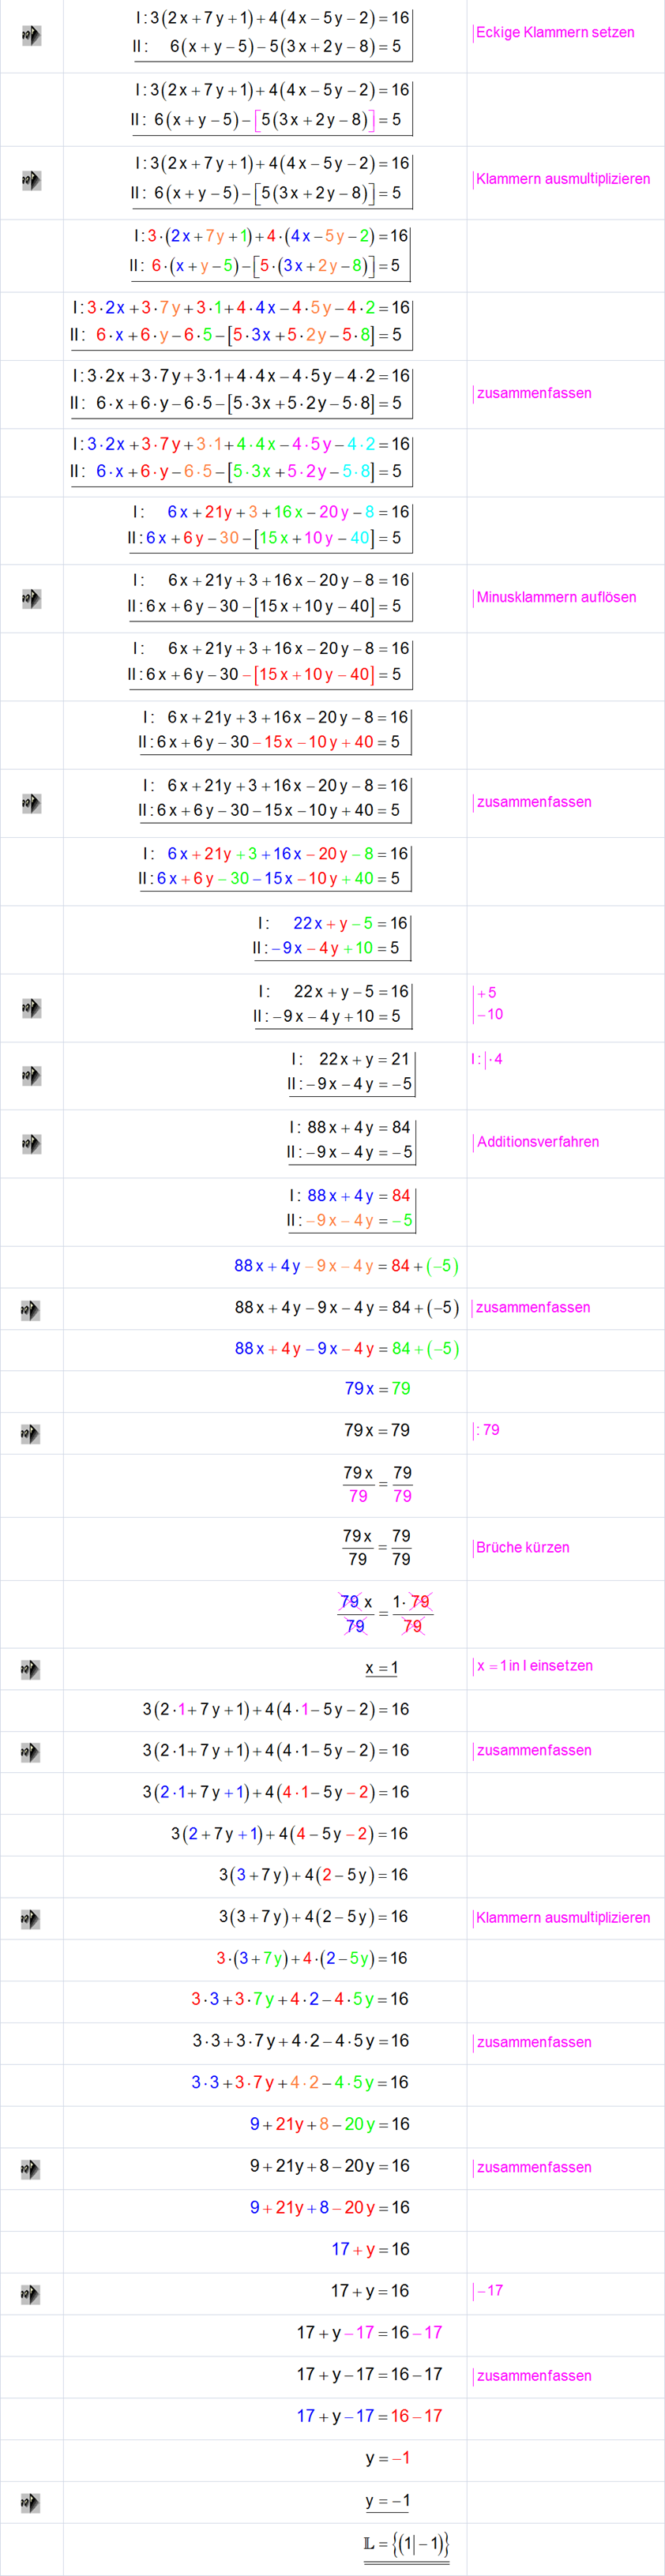 I: 3(2x + 7y + 1) + 4(4x − 5y − 2) = 16
II: 6(x + y − 5) − 5(3x + 2y − 8) = 5
|Eckige Klammern setzen
I: 3(2x + 7y + 1) + 4(4x − 5y − 2) = 16
II: 6(x + y − 5) − [5(3x + 2y − 8)] = 5
I: 3(2x + 7y + 1) + 4(4x − 5y − 2) = 16
II: 6(x + y − 5) − [5(3x + 2y − 8)] = 5
|Klammern ausmultiplizieren
I: 3·(2x + 7y + 1) + 4·(4x − 5y − 2) = 16
II: 6·(x + y − 5) − [5·(3x + 2y − 8)] = 5
I: 3·2x + 3·7y + 3·1 + 4·4x − 4·5y − 4·2 = 16
II: 6·x + 6·y − 6·5 − [5·3x + 5·2y − 5·8] = 5
I: 3·2x + 3·7y + 3·1 + 4·4x − 4·5y − 4·2 = 16
II: 6·x + 6·y − 6·5 − [5·3x + 5·2y − 5·8] = 5
|zusammenfassen
I: 3·2x + 3·7y + 3·1 + 4·4x − 4·5y − 4·2 = 16
II: 6·x + 6·y − 6·5 − [5·3x + 5·2y − 5·8] = 5
I: 6x + 21y + 3 + 16x − 20y − 8 = 16
II: 6x + 6y − 30 − [15x + 10y − 40] = 5
I: 6x + 21y + 3 + 16x − 20y − 8 = 16
II: 6x + 6y − 30 − [15x + 10y − 40] = 5
|Minusklammern auflösen
I: 6x + 21y + 3 + 16x − 20y − 8 = 16
II: 6x + 6y − 30 − [15x + 10y − 40] = 5
I: 6x + 21y + 3 + 16x − 20y − 8 = 16
II: 6x + 6y − 30 − 15x − 10y + 40 = 5
I: 6x + 21y + 3 + 16x − 20y − 8 = 16
II: 6x + 6y − 30 − 15x − 10y + 40 = 5
|zusammenfassen
I: 6x + 21y + 3 + 16x − 20y − 8 = 16
II: 6x + 6y − 30 − 15x − 10y + 40 = 5
I: 22x + y − 5 = 16
II: −9x − 4y + 10 = 5
I: 22x + y − 5 = 16
II: −9x − 4y + 10 = 5
|+5
|−10
I: 22x + y = 21
II: −9x − 4y = −5
I: |·4
I: 88x + 4y = 84
II: −9x − 4y = −5
|Additionsverfahren
I: 88x + 4y = 84
II: −9x − 4y = −5
88x + 4y − 9x − 4y = 84 + (−5)
88x + 4y − 9x − 4y = 84 + (−5) |zusammenfassen
88x + 4y − 9x − 4y = 84 + (−5)
79x = 79
79x = 79 |: 79
79x/79 = 79/79
79x/79 = 79/79 |Brüche kürzen
79x/79 = 1·79/79
x = 1 |x = 1 in I einsetzen
3(2·1 + 7y + 1) + 4(4·1 − 5y − 2) = 16
3(2·1 + 7y + 1) + 4(4·1 − 5y − 2) = 16 |zusammenfassen
3(2·1 + 7y + 1) + 4(4·1 − 5y − 2) = 16
3(2 + 7y + 1) + 4(4 − 5y − 2) = 16
3(3 + 7y) + 4(2 − 5y) = 16
3(3 + 7y) + 4(2 − 5y) = 16 |Klammern ausmultiplizieren
3·(3 + 7y) + 4·(2 − 5y) = 16
3·3 + 3·7y + 4·2 − 4·5y = 16
3·3 + 3·7y + 4·2 − 4·5y = 16 |zusammenfassen
3·3 + 3·7y + 4·2 − 4·5y = 16
9 + 21y + 8 − 20y = 16
9 + 21y + 8 − 20y = 16 |zusammenfassen
9 + 21y + 8 − 20y = 16
17 + y = 16
17 + y = 16 |−17
17 + y − 17 = 16 − 17
17 + y − 17 = 16 − 17 |zusammenfassen
17 + y − 17 = 16 − 17
y = −1
y = −1
𝕃 = {(1|−1)}